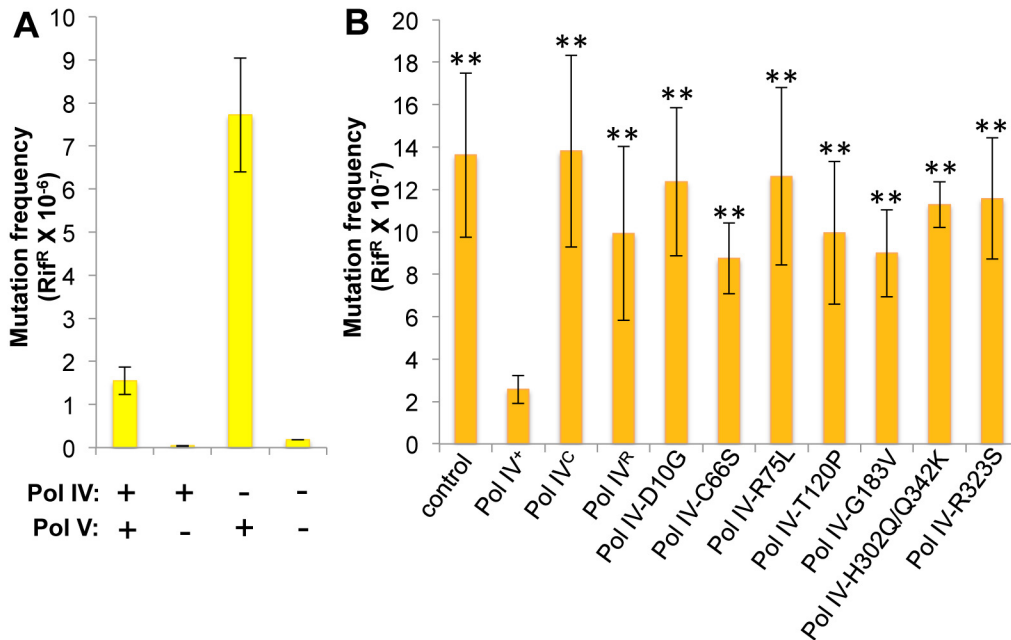 A
Mutation frequency
(Rifᴿ X 10⁻⁶)
10
9
8
7
6
5
4
3
2
1
0
Pol IV: + + - -
Pol V: + - + -
B
Mutation frequency
(Rifᴿ X 10⁻⁷)
20
18
16
14
12
10
8
6
4
2
0
** ** ** ** ** ** ** ** ** **
control
Pol IV⁺
Pol IVᶜ
Pol IVᴿ
Pol IV-D10G
Pol IV-C66S
Pol IV-R75L
Pol IV-T120P
Pol IV-G183V
Pol IV-H302Q/Q342K
Pol IV-R323S